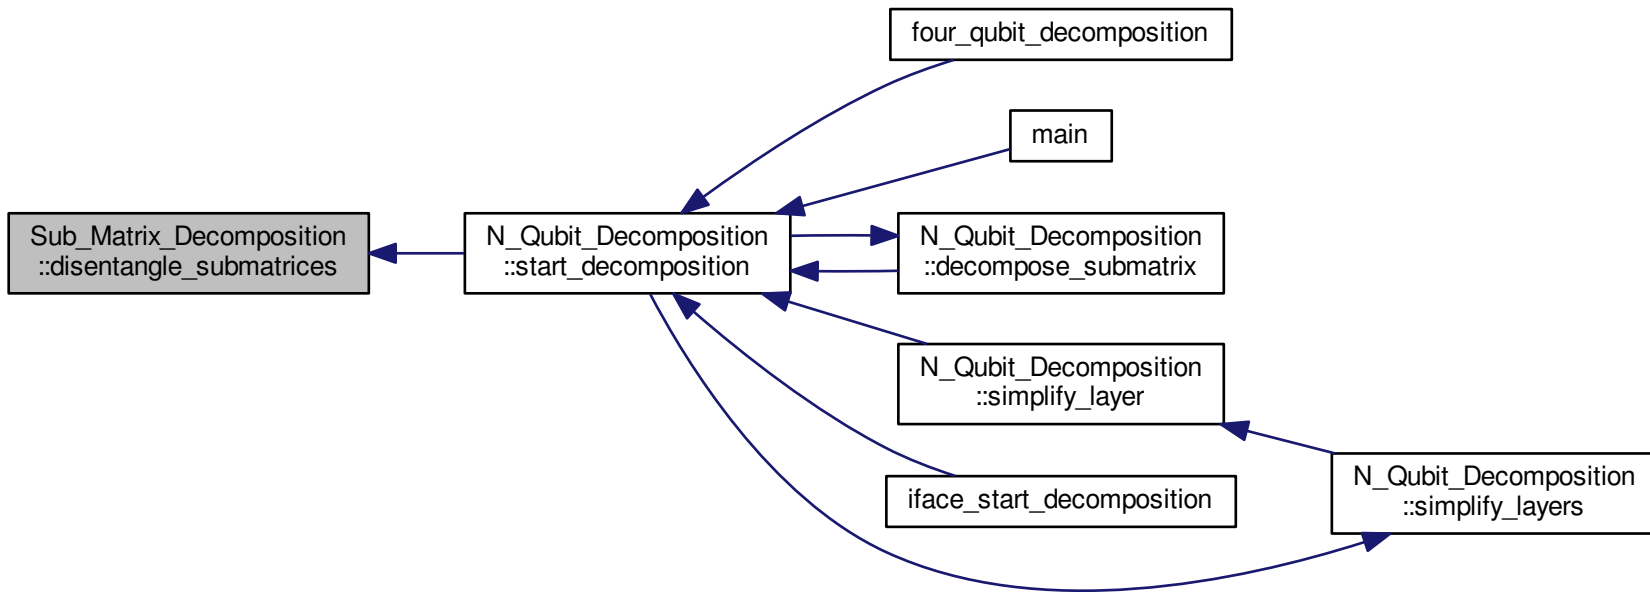 four_qubit_decomposition
main
Sub_Matrix_Decomposition
::disentangle_submatrices
N_Qubit_Decomposition
::start_decomposition
N_Qubit_Decomposition
::decompose_submatrix
N_Qubit_Decomposition
::simplify_layer
iface_start_decomposition
N_Qubit_Decomposition
::simplify_layers